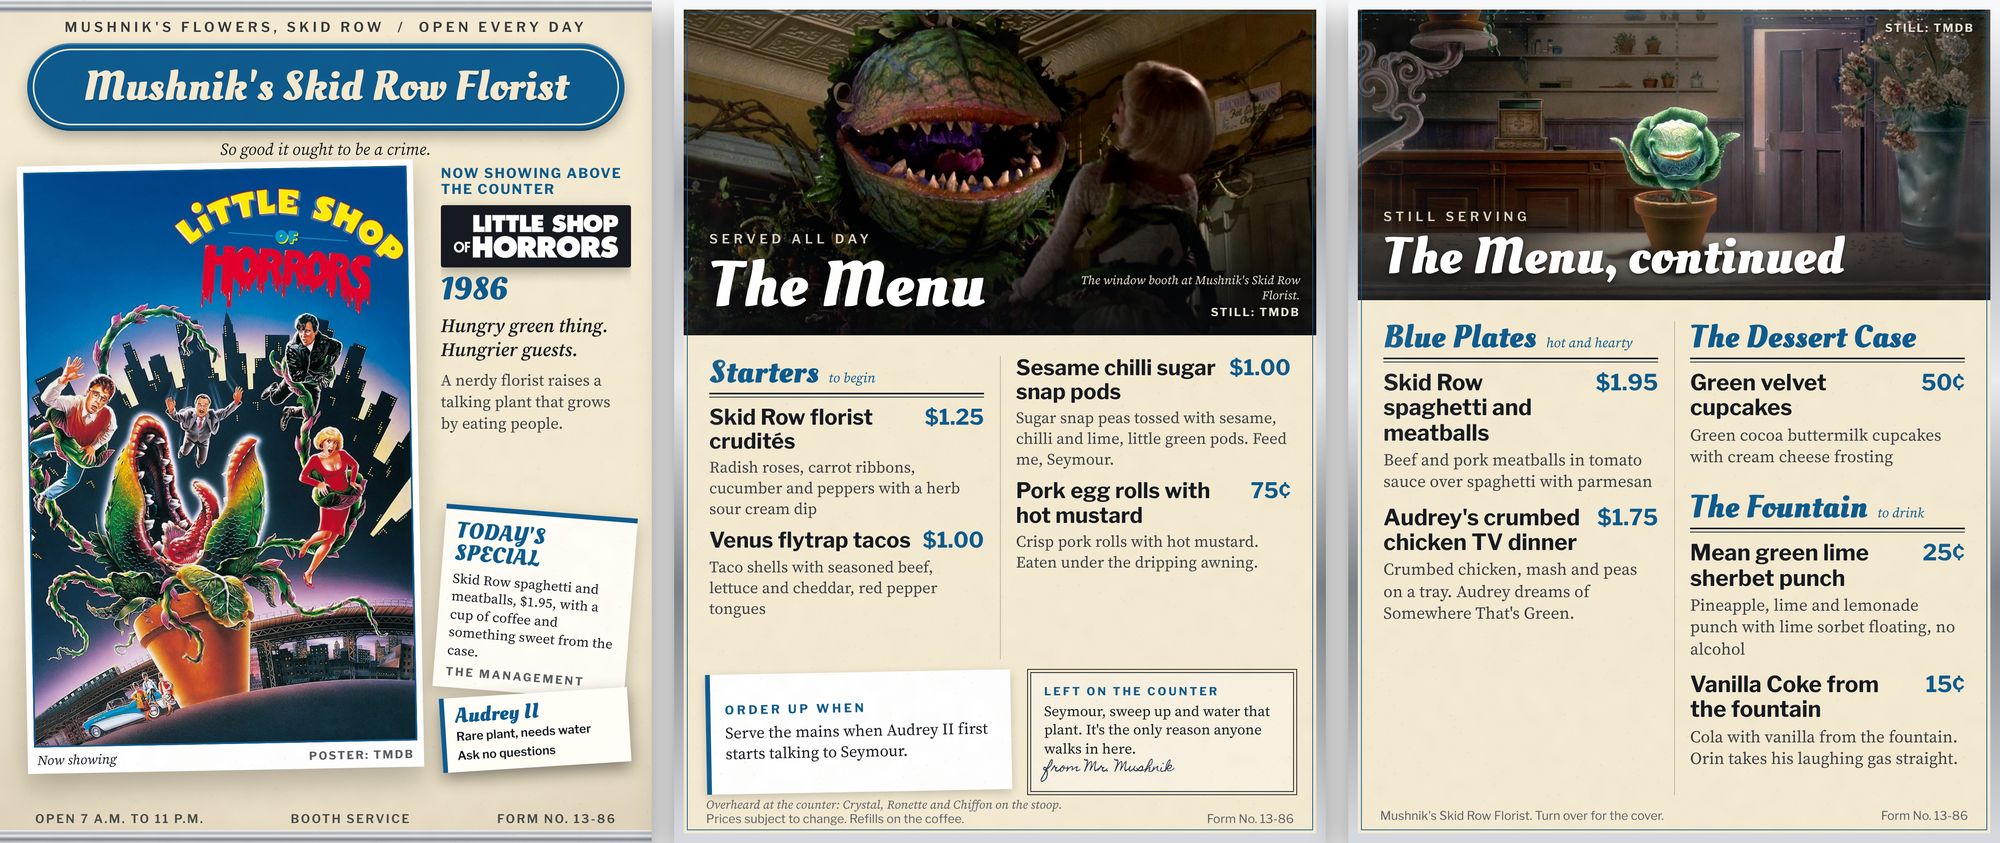 MUSHNIK'S FLOWERS, SKID ROW / OPEN EVERY DAY
Mushnik's Skid Row Florist
So good it ought to be a crime.
LiTTLE SHOP
OF
HORRORS
Now showing
POSTER: TMDB
NOW SHOWING ABOVE
THE COUNTER
LITTLE SHOP
OF HORRORS
1986
Hungry green thing.
Hungrier guests.
A nerdy florist raises a
talking plant that grows
by eating people.
TODAY'S
SPECIAL
Skid Row spaghetti and
meatballs, $1.95, with a
cup of coffee and
something sweet from the
case.
THE MANAGEMENT
Audrey II
Rare plant, needs water
Ask no questions
OPEN 7 A.M. TO 11 P.M.
BOOTH SERVICE
FORM NO. 13-86
SERVED ALL DAY
The Menu
The window booth at Mushnik's Skid Row
Florist.
STILL: TMDB
Starters to begin
Skid Row florist $1.25
crudités
Radish roses, carrot ribbons,
cucumber and peppers with a herb
sour cream dip
Venus flytrap tacos $1.00
Taco shells with seasoned beef,
lettuce and cheddar, red pepper
tongues
Sesame chilli sugar $1.00
snap pods
Sugar snap peas tossed with sesame,
chilli and lime, little green pods. Feed
me, Seymour.
Pork egg rolls with 75¢
hot mustard
Crisp pork rolls with hot mustard.
Eaten under the dripping awning.
ORDER UP WHEN
Serve the mains when Audrey II first
starts talking to Seymour.
LEFT ON THE COUNTER
Seymour, sweep up and water that
plant. It's the only reason anyone
walks in here.
from Mr. Mushnik
Overheard at the counter: Crystal, Ronette and Chiffon on the stoop.
Prices subject to change. Refills on the coffee.
Form No. 13-86
STILL: TMDB
STILL SERVING
The Menu, continued
Blue Plates hot and hearty
Skid Row $1.95
spaghetti and
meatballs
Beef and pork meatballs in tomato
sauce over spaghetti with parmesan
Audrey's crumbed $1.75
chicken TV dinner
Crumbed chicken, mash and peas
on a tray. Audrey dreams of
Somewhere That's Green.
The Dessert Case
Green velvet 50¢
cupcakes
Green cocoa buttermilk cupcakes
with cream cheese frosting
The Fountain to drink
Mean green lime 25¢
sherbet punch
Pineapple, lime and lemonade
punch with lime sorbet floating, no
alcohol
Vanilla Coke from 15¢
the fountain
Cola with vanilla from the fountain.
Orin takes his laughing gas straight.
Mushnik's Skid Row Florist. Turn over for the cover.
Form No. 13-86